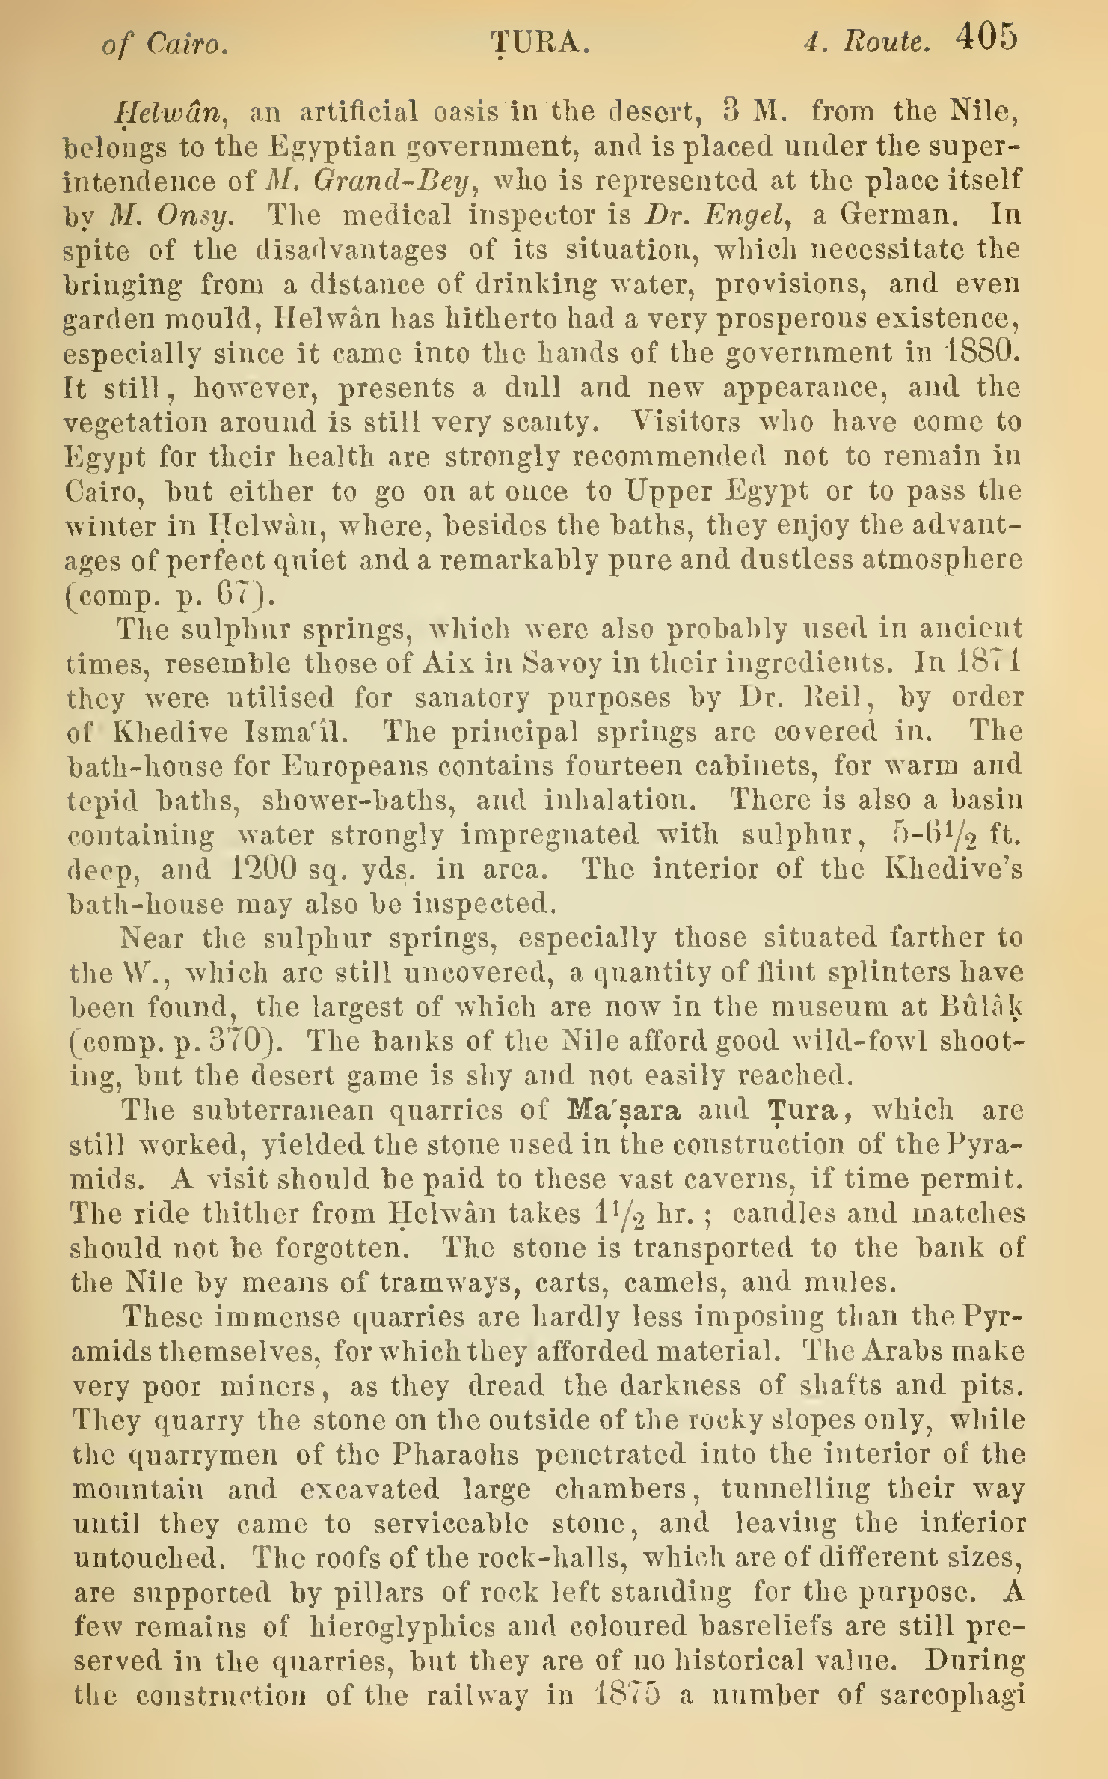 of Cairo. ṬURA. 4. Route. 405
Ḥelwân, an artificial oasis in the desert, 3 M. from the Nile,
belongs to the Egyptian government, and is placed under the super-
intendence of M. Grand-Bey, who is represented at the place itself
by M. Onsy. The medical inspector is Dr. Engel, a German. In
spite of the disadvantages of its situation, which necessitate the
bringing from a distance of drinking water, provisions, and even
garden mould, Helwân has hitherto had a very prosperous existence,
especially since it came into the hands of the government in 1880.
It still, however, presents a dull and new appearance, and the
vegetation around is still very scanty. Visitors who have come to
Egypt for their health are strongly recommended not to remain in
Cairo, but either to go on at once to Upper Egypt or to pass the
winter in Ḥelwân, where, besides the baths, they enjoy the advant-
ages of perfect quiet and a remarkably pure and dustless atmosphere
(comp. p. 67).
The sulphur springs, which were also probably used in ancient
times, resemble those of Aix in Savoy in their ingredients. In 1871
they were utilised for sanatory purposes by Dr. Reil, by order
of Khedive Isma'il. The principal springs are covered in. The
bath-house for Europeans contains fourteen cabinets, for warm and
tepid baths, shower-baths, and inhalation. There is also a basin
containing water strongly impregnated with sulphur, 5-6½ ft.
deep, and 1200 sq. yds. in area. The interior of the Khedive's
bath-house may also be inspected.
Near the sulphur springs, especially those situated farther to
the W., which are still uncovered, a quantity of flint splinters have
been found, the largest of which are now in the museum at Bûlâḳ
(comp. p. 370). The banks of the Nile afford good wild-fowl shoot-
ing, but the desert game is shy and not easily reached.
The subterranean quarries of Ma'ṣara and Ṭura, which are
still worked, yielded the stone used in the construction of the Pyra-
mids. A visit should be paid to these vast caverns, if time permit.
The ride thither from Ḥelwân takes 1½ hr.; candles and matches
should not be forgotten. The stone is transported to the bank of
the Nile by means of tramways, carts, camels, and mules.
These immense quarries are hardly less imposing than the Pyr-
amids themselves, for which they afforded material. The Arabs make
very poor miners, as they dread the darkness of shafts and pits.
They quarry the stone on the outside of the rocky slopes only, while
the quarrymen of the Pharaohs penetrated into the interior of the
mountain and excavated large chambers, tunnelling their way
until they came to serviceable stone, and leaving the inferior
untouched. The roofs of the rock-halls, which are of different sizes,
are supported by pillars of rock left standing for the purpose. A
few remains of hieroglyphics and coloured basreliefs are still pre-
served in the quarries, but they are of no historical value. During
the construction of the railway in 1875 a number of sarcophagi